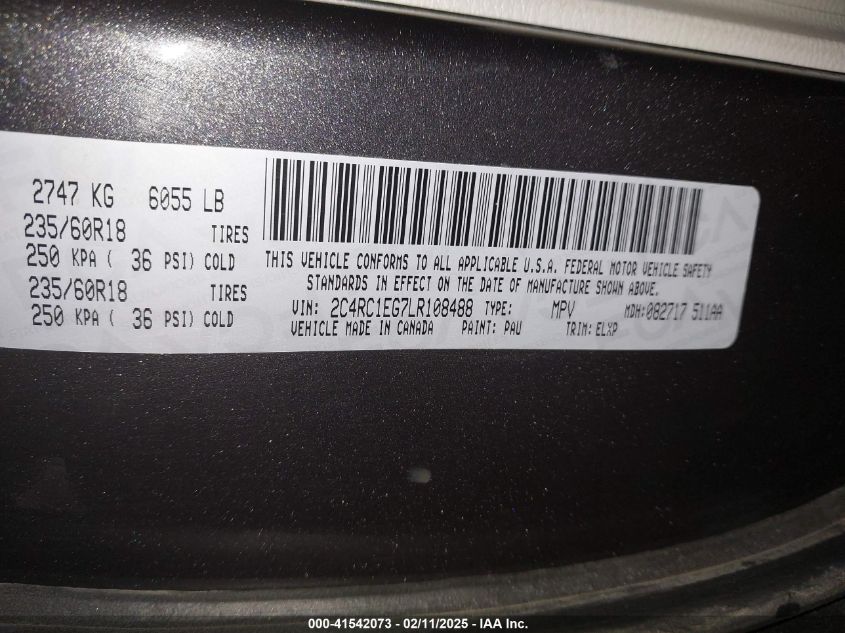 2747 KG 6055 LB
235/60R18 TIRES
250 KPA ( 36 PSI) COLD
235/60R18 TIRES
250 KPA ( 36 PSI) COLD
THIS VEHICLE CONFORMS TO ALL APPLICABLE U.S.A. FEDERAL MOTOR VEHICLE SAFETY
STANDARDS IN EFFECT ON THE DATE OF MANUFACTURE SHOWN ABOVE.
VIN: 2C4RC1EG7LR108488 TYPE: MPV MDH:082717 511AA
VEHICLE MADE IN CANADA PAINT: PAU TRIM: ELXP
000-41542073 - 02/11/2025 - IAA Inc.